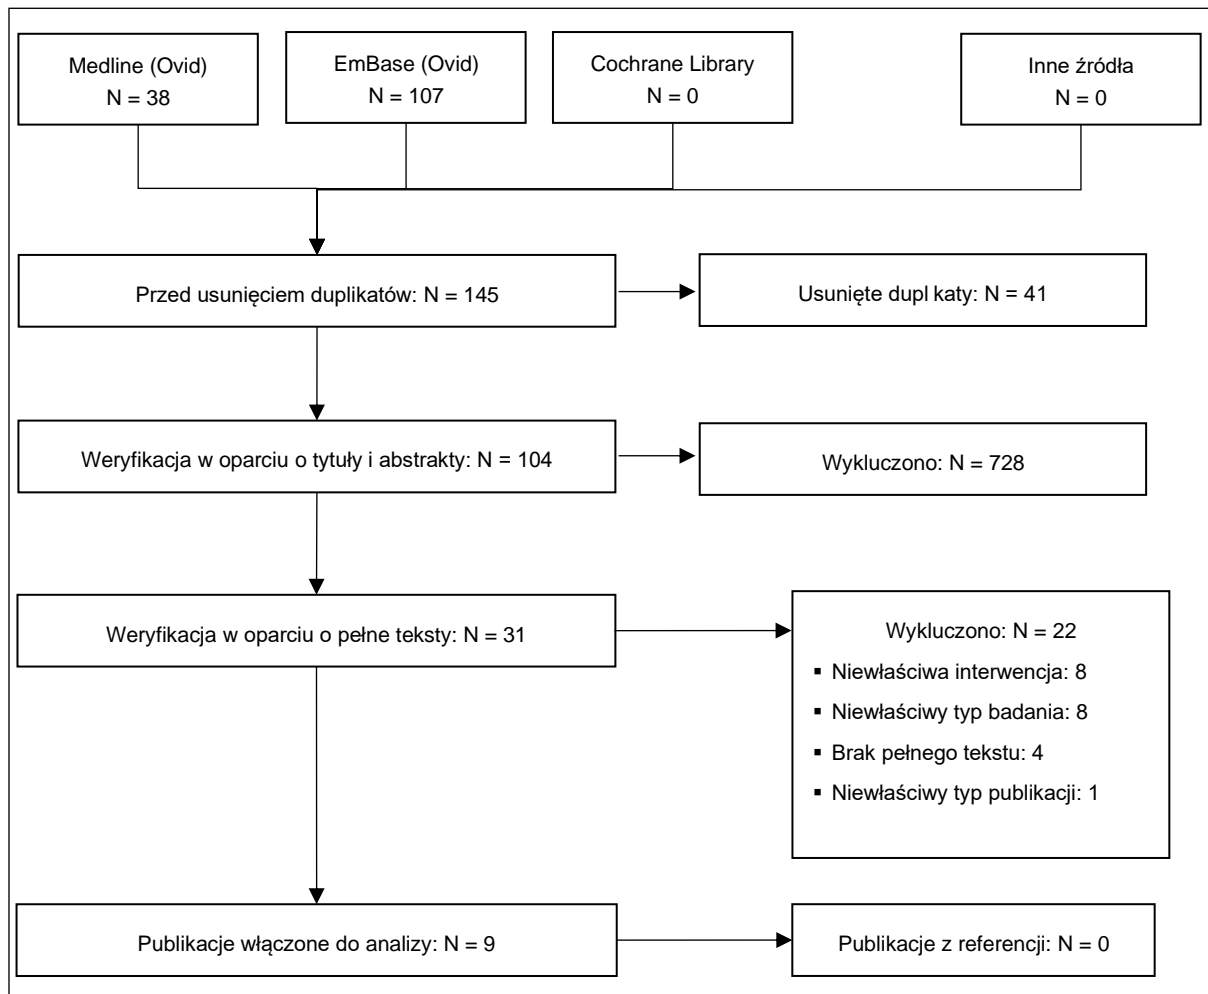 Medline (Ovid)
N = 38
EmBase (Ovid)
N = 107
Cochrane Library
N = 0
Inne źródła
N = 0
Przed usunięciem duplikatów: N = 145
Usunięte dupl katy: N = 41
Weryfikacja w oparciu o tytuły i abstrakty: N = 104
Wykluczono: N = 728
Weryfikacja w oparciu o pełne teksty: N = 31
Wykluczono: N = 22
▪ Niewłaściwa interwencja: 8
▪ Niewłaściwy typ badania: 8
▪ Brak pełnego tekstu: 4
▪ Niewłaściwy typ publikacji: 1
Publikacje włączone do analizy: N = 9
Publikacje z referencji: N = 0